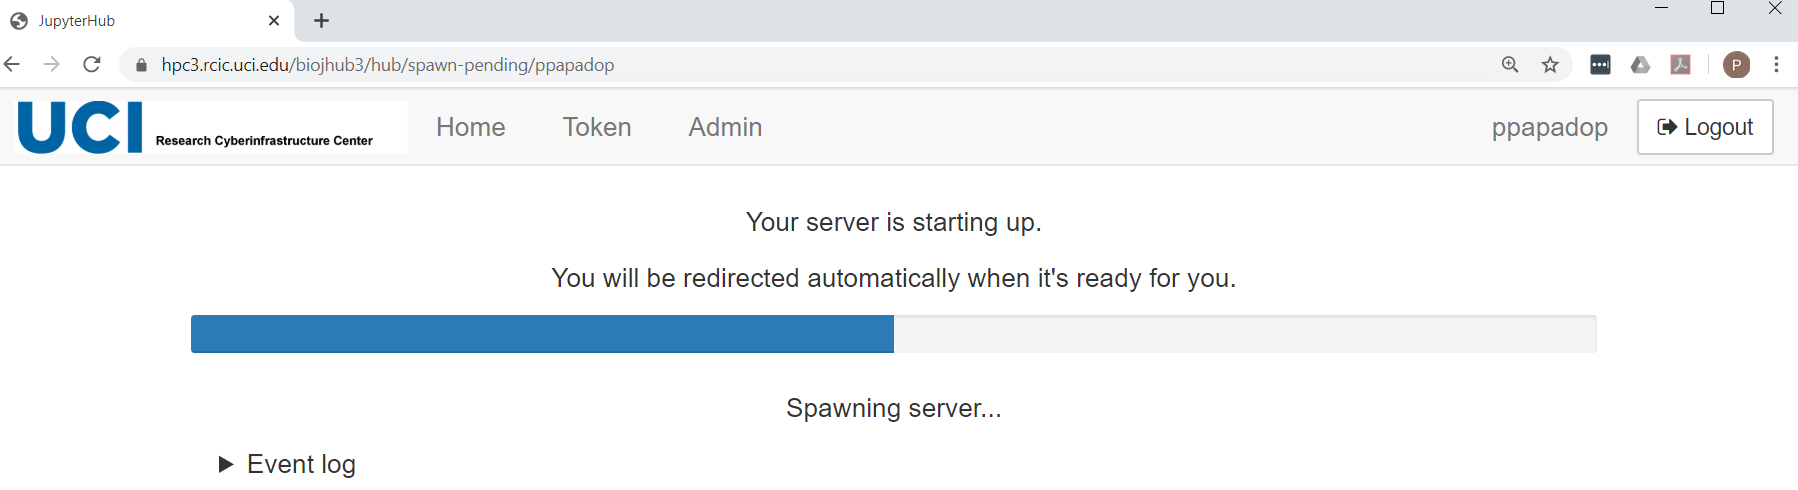 JupyterHub
hpc3.rcic.uci.edu/biojhub3/hub/spawn-pending/ppapadop
P
UCI Research Cyberinfrastructure Center
Home Token Admin ppapadop Logout
Your server is starting up.
You will be redirected automatically when it's ready for you.
Spawning server...
Event log